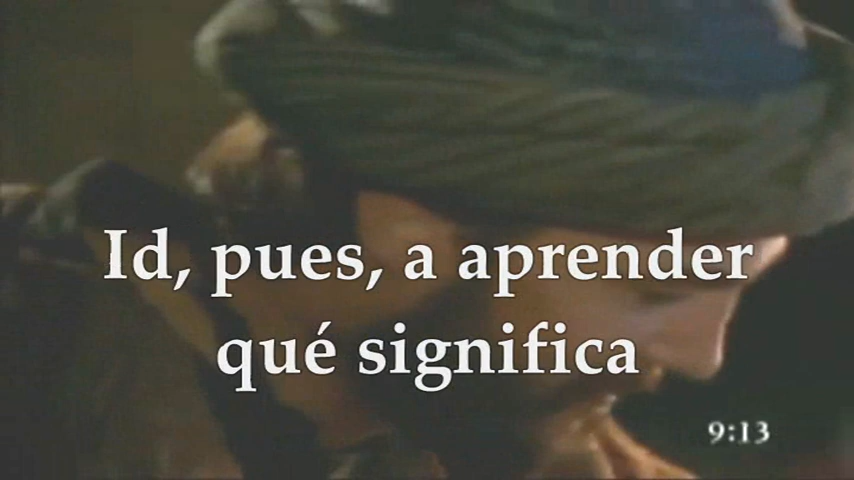 Id, pues, a aprender
qué significa
9:13